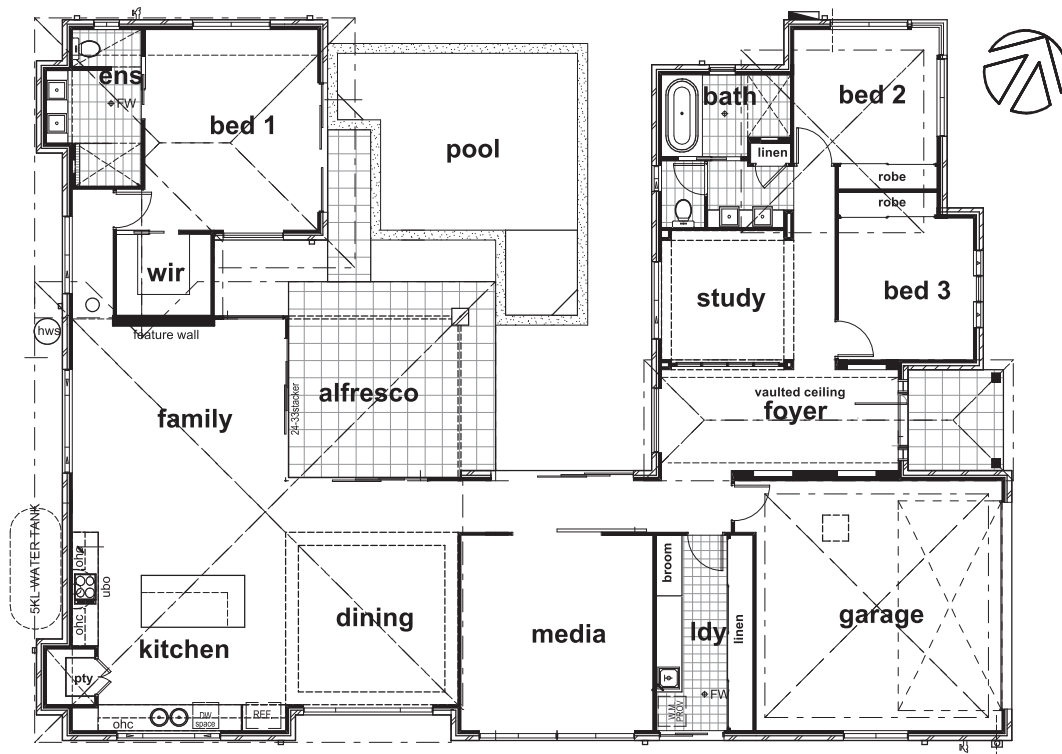 ens
FW
bed 1
pool
bath
bed 2
linen
robe
robe
wir
study
bed 3
hws
feature wall
vaulted ceiling
foyer
family
alfresco
24-33stacker
5KL WATER TANK
ohc
ubo
ohc
broom
linen
kitchen
dining
media
ldy
garage
pty
FW
W.M.
PROV.
ohc
DW
space
REF